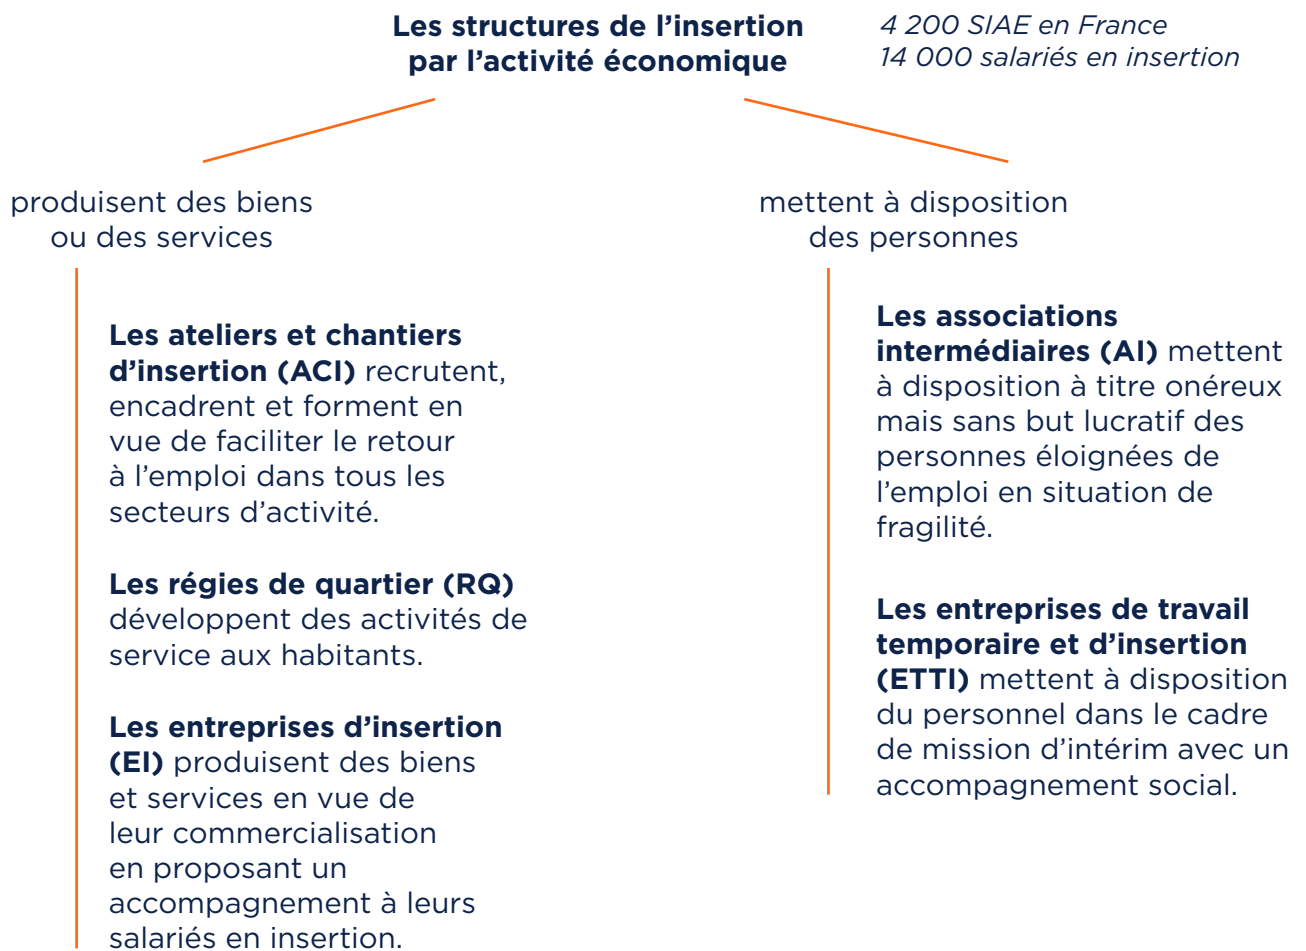 Les structures de l’insertion
par l’activité économique
4 200 SIAE en France
14 000 salariés en insertion
produisent des biens
ou des services
Les ateliers et chantiers
d’insertion (ACI) recrutent,
encadrent et forment en
vue de faciliter le retour
à l’emploi dans tous les
secteurs d’activité.
Les régies de quartier (RQ)
développent des activités de
service aux habitants.
Les entreprises d’insertion
(EI) produisent des biens
et services en vue de
leur commercialisation
en proposant un
accompagnement à leurs
salariés en insertion.
mettent à disposition
des personnes
Les associations
intermédiaires (AI) mettent
à disposition à titre onéreux
mais sans but lucratif des
personnes éloignées de
l’emploi en situation de
fragilité.
Les entreprises de travail
temporaire et d’insertion
(ETTI) mettent à disposition
du personnel dans le cadre
de mission d’intérim avec un
accompagnement social.